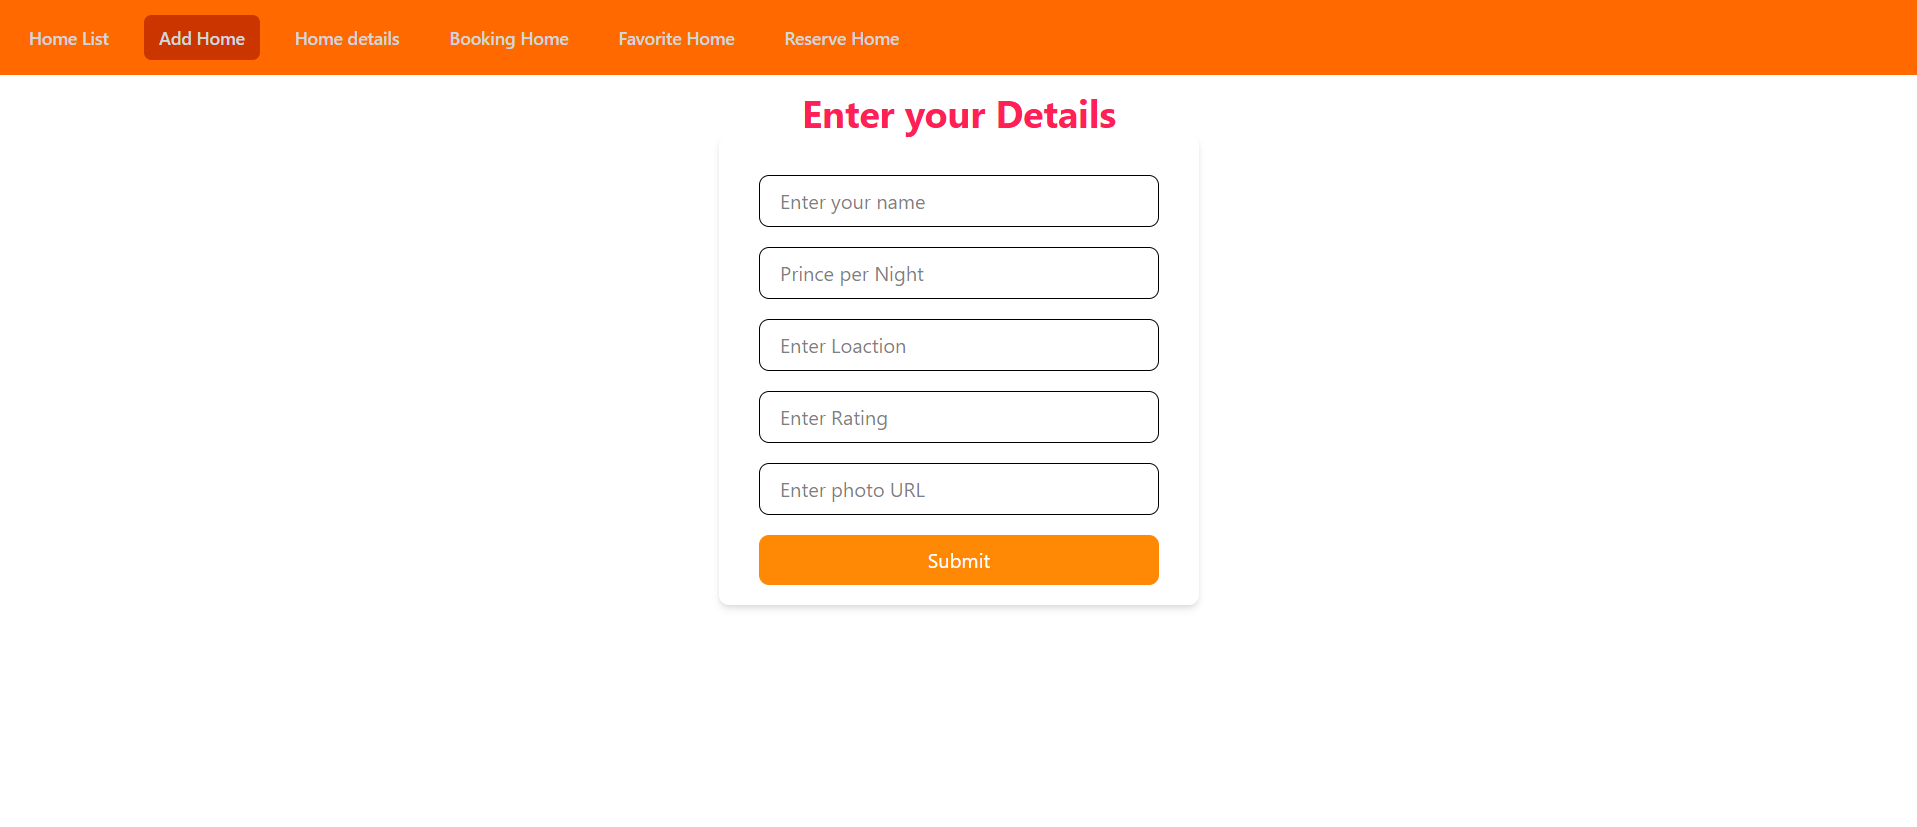 Home List Add Home Home details Booking Home Favorite Home Reserve Home
Enter your Details
Enter your name
Prince per Night
Enter Loaction
Enter Rating
Enter photo URL
Submit